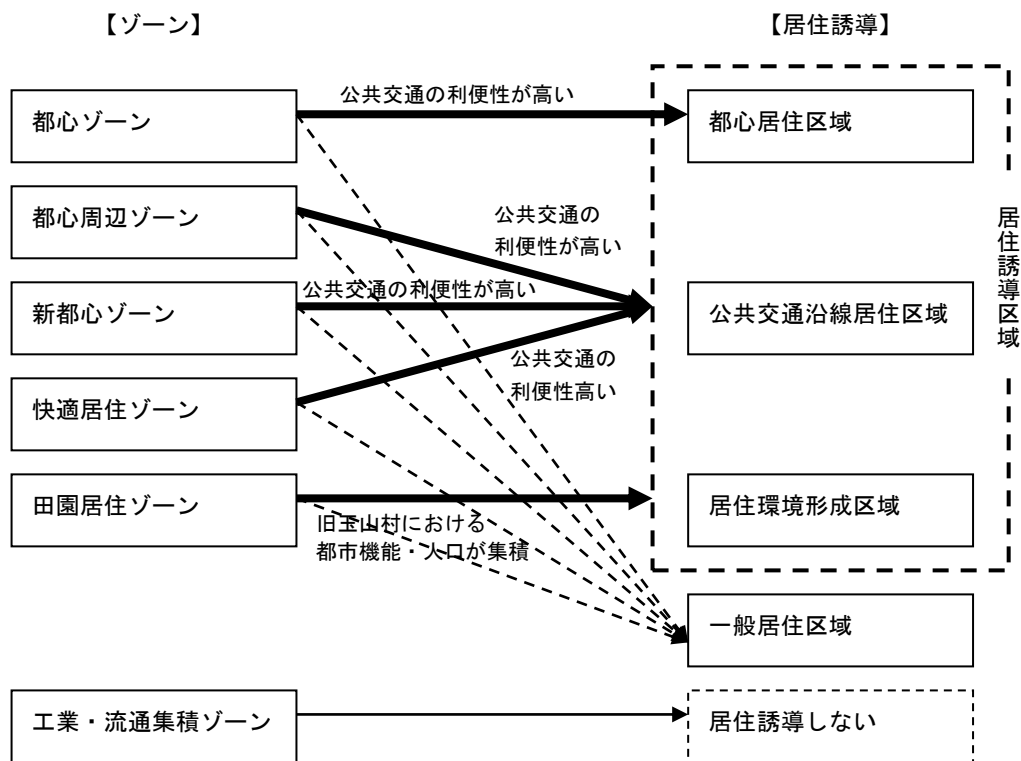 【ゾーン】
【居住誘導】
都心ゾーン
公共交通の利便性が高い
都心居住区域
都心周辺ゾーン
公共交通の
利便性が高い
新都心ゾーン
公共交通の利便性が高い
公共交通沿線居住区域
居住誘導区域
快適居住ゾーン
公共交通の
利便性高い
田園居住ゾーン
旧玉山村における
都市機能・人口が集積
居住環境形成区域
一般居住区域
工業・流通集積ゾーン
居住誘導しない